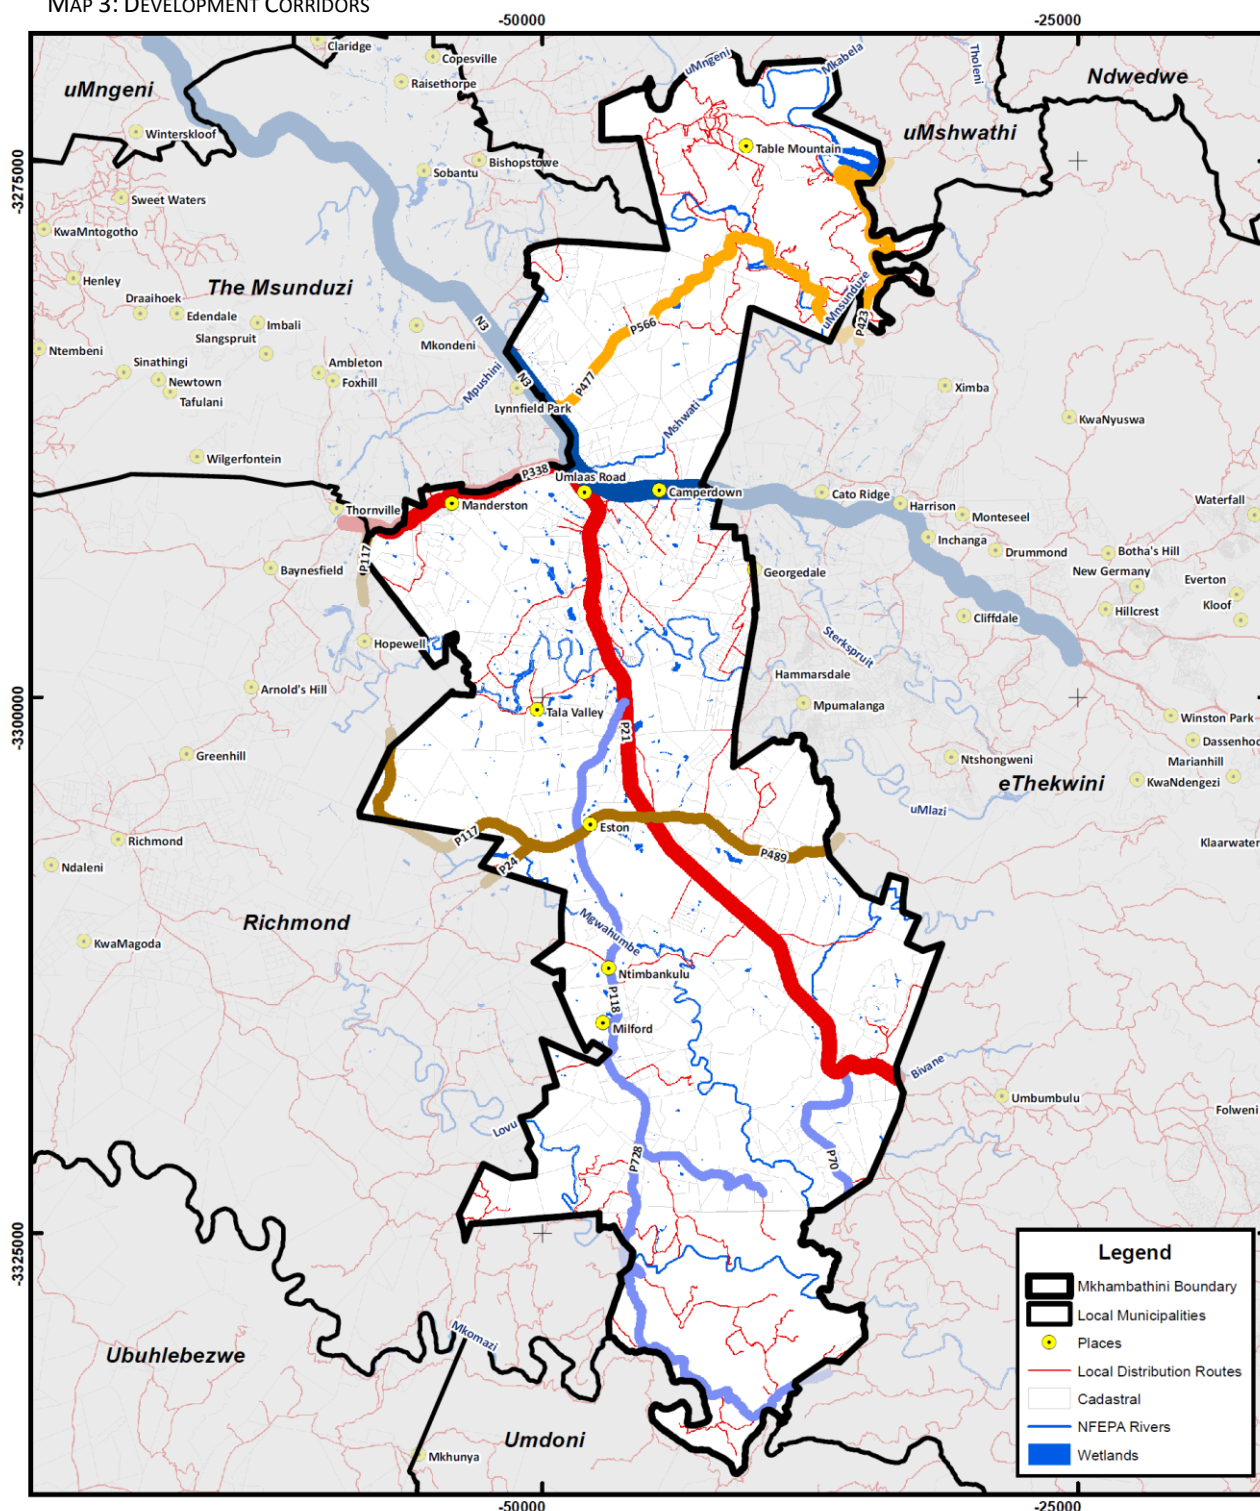 MAP 3: DEVELOPMENT CORRIDORS
-50000
-25000
Claridge
Copesville
Raisethorpe
uMngeni
uMngeni
Mkabela
Tholeni
Ndwedwe
uMshwathi
-3275000
Winterskloof
Bishopstowe
Sobantu
Table Mountain
Sweet Waters
KwaMntogotho
Henley
The Msunduzi
Draaihoek
Edendale
Imbali
Slangspruit
N3
Mkondeni
P566
uMnsunduze
P423
Ntembeni
Sinathingi
Ambleton
Newtown
Foxhill
Tafulani
Mpushini
N3
P477
Lynnfield Park
Mshwati
Ximba
KwaNyuswa
Wilgerfontein
P338
Umlaas Road
Camperdown
Cato Ridge
Harrison
Monteseel
Waterfall
Thornville
Manderston
P117
Inchanga
Drummond
Botha's Hill
Baynesfield
Georgedale
New Germany
Everton
Hillcrest
Kloof
Cliffdale
Hopewell
Sterkspruit
Hammarsdale
Arnold's Hill
-3300000
Tala Valley
Mpumalanga
Winston Park
P21
Dassenhoe
Greenhill
Ntshongweni
Marianhill
KwaNdengezi
eThekwini
uMlazi
Eston
P117
Richmond
P489
Klaarwater
Ndaleni
P24
Richmond
Mgwahumbe
KwaMagoda
Ntimbankulu
P118
Milford
Bivane
Umbumbulu
Folweni
Lovu
P728
P70
-3325000
Ubuhlebezwe
Mkomazi
Umdoni
Mkhunya
Legend
Mkhambathini Boundary
Local Municipalities
Places
Local Distribution Routes
Cadastral
NFEPA Rivers
Wetlands
-50000
-25000